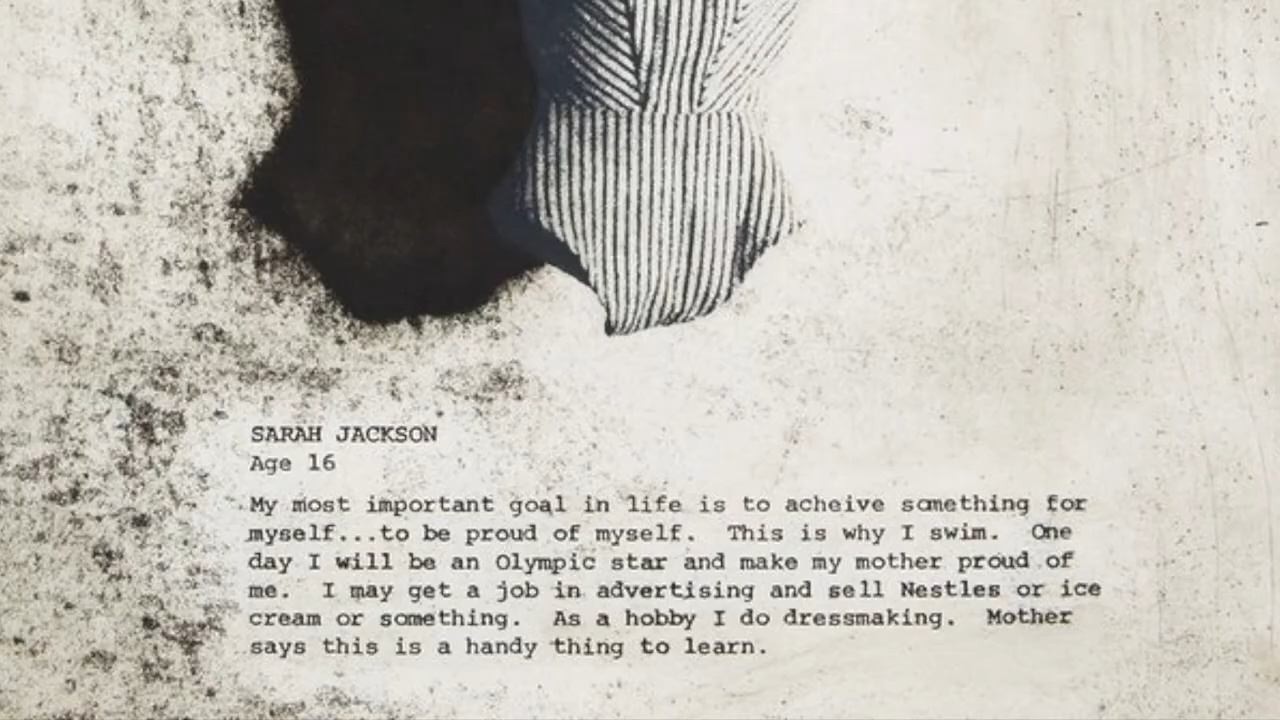 SARAH JACKSON
Age 16
My most important goal in life is to acheive something for
myself...to be proud of myself.  This is why I swim.  One
day I will be an Olympic star and make my mother proud of
me.  I may get a job in advertising and sell Nestles or ice
cream or something.  As a hobby I do dressmaking.  Mother
says this is a handy thing to learn.